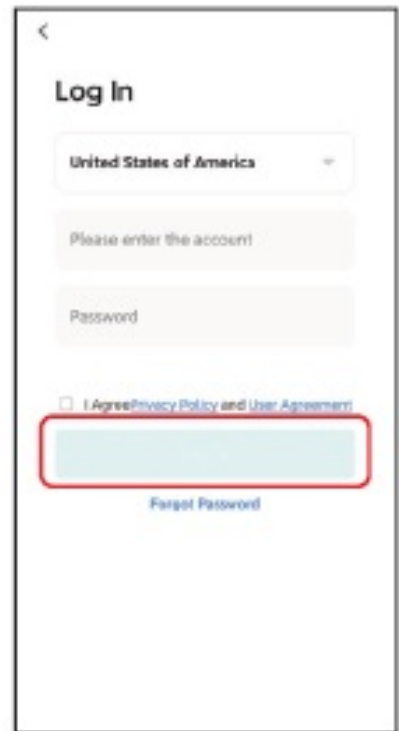 Log In
United States of America
Please enter the account
Password
I AgreePrivacy Policy and User Agreement
Forgot Password